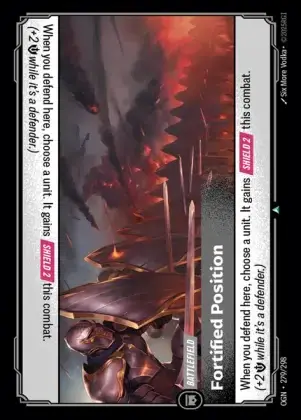 When you defend here, choose a unit. It gains SHIELD 2 this combat.
(+2 while it's a defender.)
BATTLEFIELD
Fortified Position
When you defend here, choose a unit. It gains SHIELD 2 this combat.
(+2 while it's a defender.)
OGN • 279/298
Six More Vodka • ©2025RGI